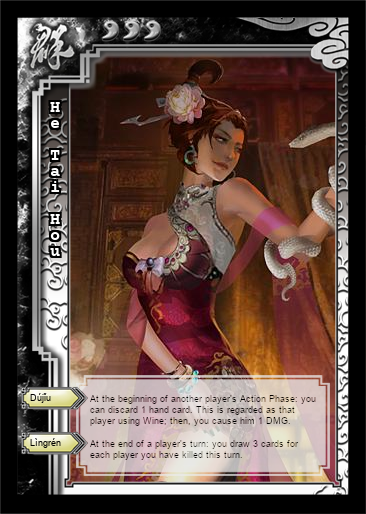 群
He Tai Hou
Dújĭu
At the beginning of another player's Action Phase: you
can discard 1 hand card. This is regarded as that
player using Wine; then, you cause him 1 DMG.
Lìngrén
At the end of a player's turn: you draw 3 cards for
each player you have killed this turn.